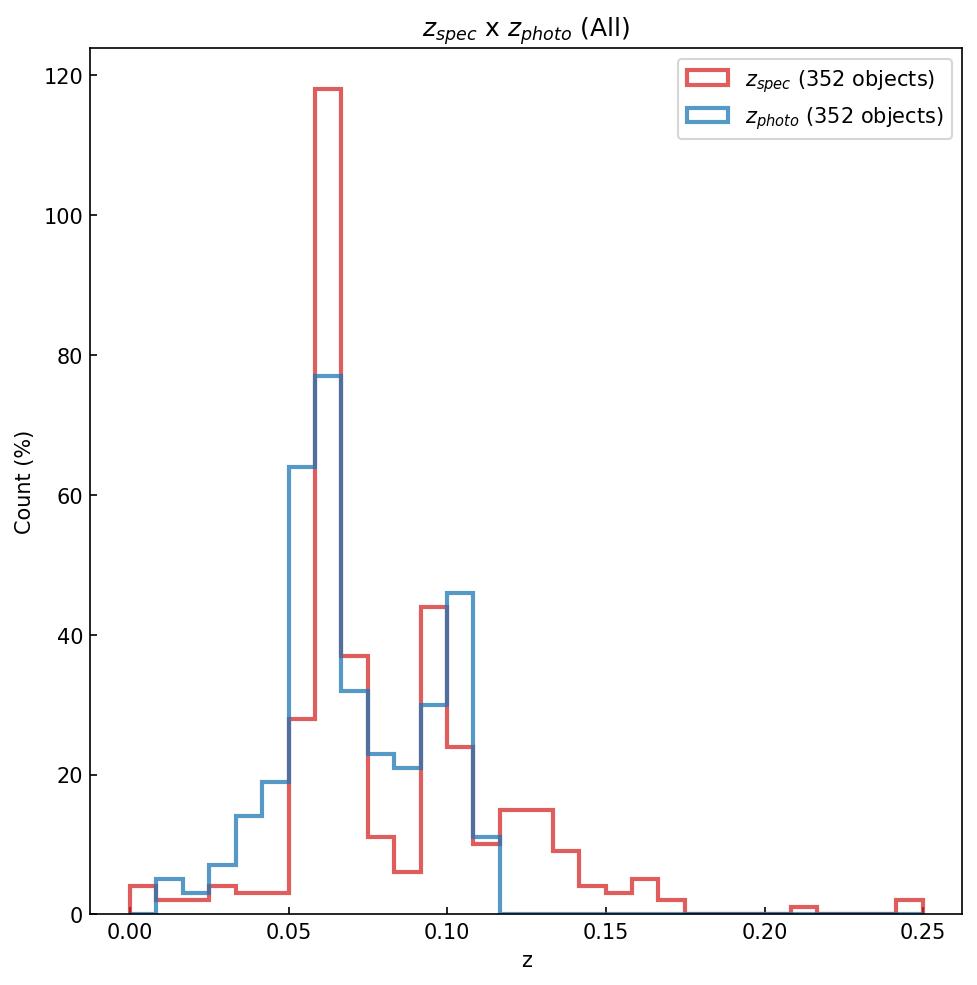 z_spec x z_photo (All)
z_spec (352 objects)
z_photo (352 objects)
Count (%)
120
100
80
60
40
20
0
0.00 0.05 0.10 0.15 0.20 0.25
z